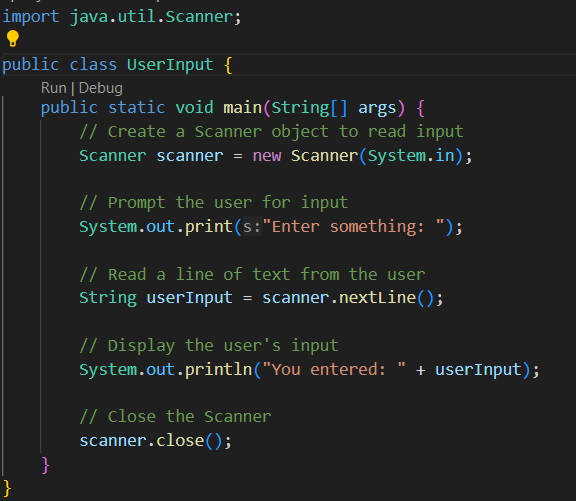 import java.util.Scanner;
public class UserInput {
Run | Debug
public static void main(String[] args) {
// Create a Scanner object to read input
Scanner scanner = new Scanner(System.in);
// Prompt the user for input
System.out.print(s:"Enter something: ");
// Read a line of text from the user
String userInput = scanner.nextLine();
// Display the user's input
System.out.println("You entered: " + userInput);
// Close the Scanner
scanner.close();
}
}